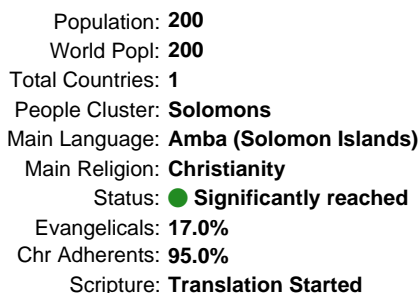 Population: 200
World Popl: 200
Total Countries: 1
People Cluster: Solomons
Main Language: Amba (Solomon Islands)
Main Religion: Christianity
Status: Significantly reached
Evangelicals: 17.0%
Chr Adherents: 95.0%
Scripture: Translation Started